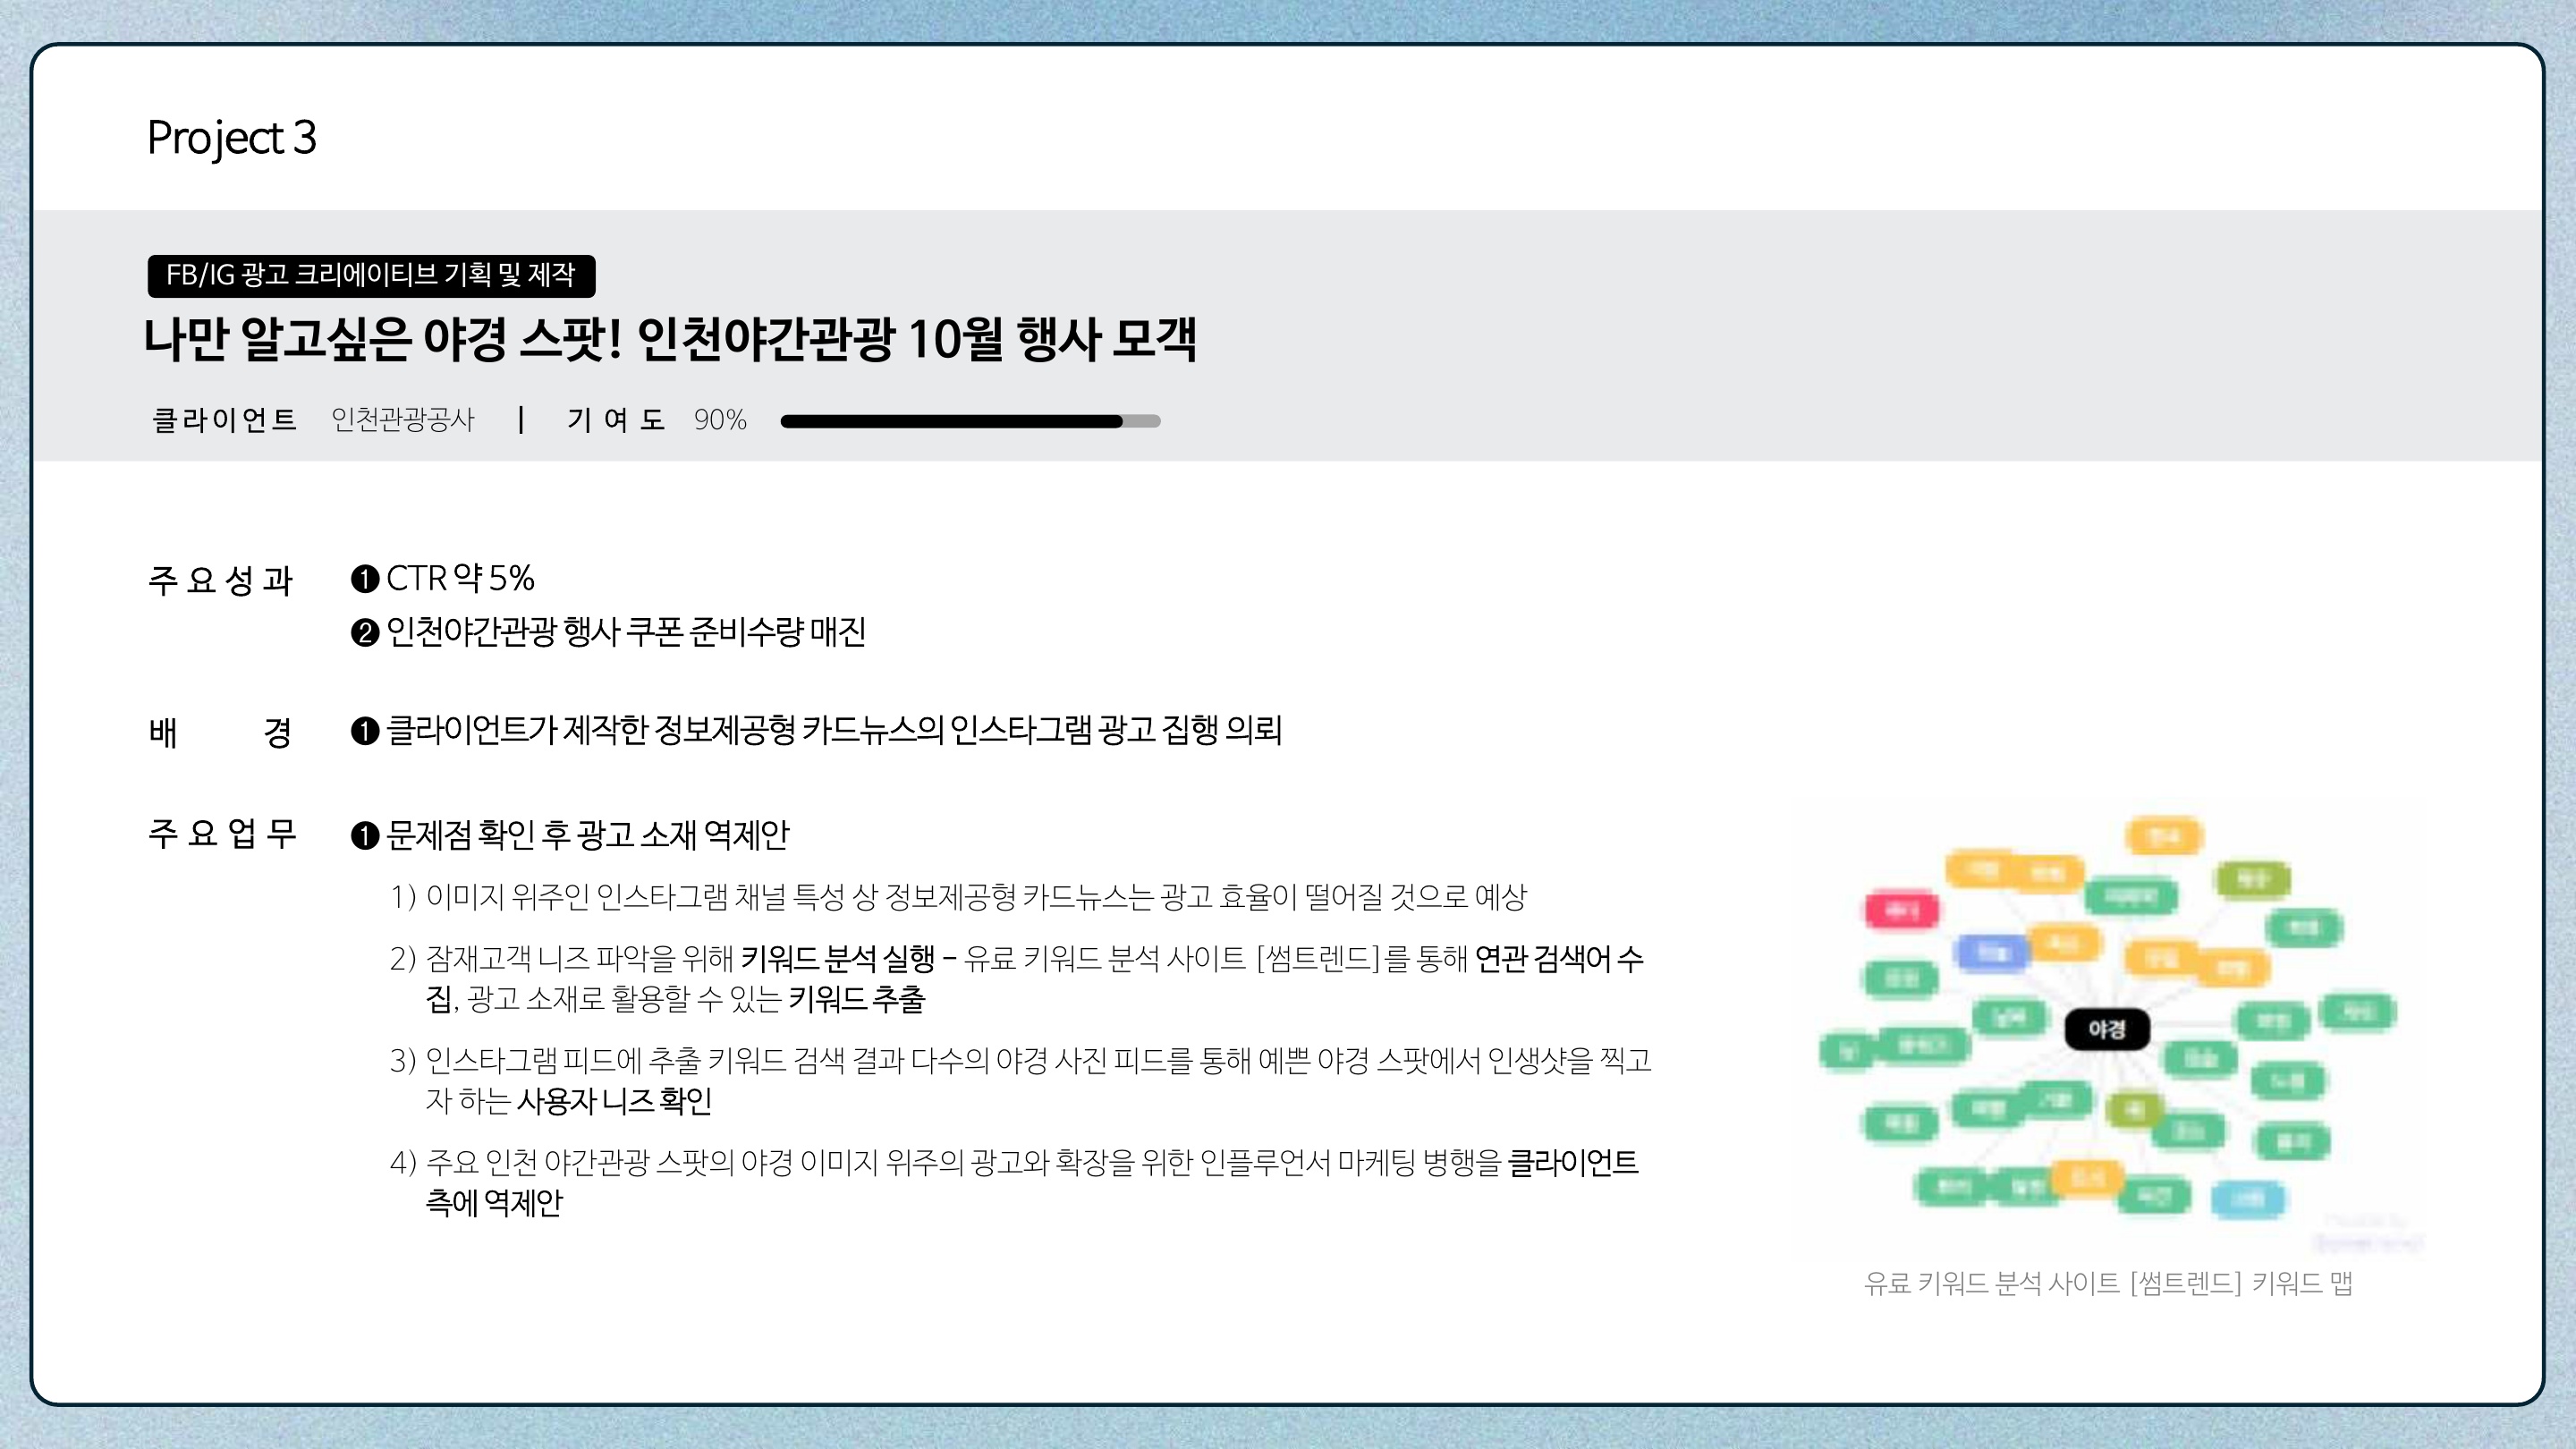 Project 3
FB/IG 광고 크리에이티브 기획 및 제작
나만 알고싶은 야경 스팟! 인천야간관광 10월 행사 모객
클라이언트 인천관광공사 | 기여도 90%
주요성과 ❶ CTR 약 5%
❷ 인천야간관광 행사 쿠폰 준비수량 매진
배경 ❶ 클라이언트가 제작한 정보제공형 카드뉴스의 인스타그램 광고 집행 의뢰
주요업무 ❶ 문제점 확인 후 광고 소재 역제안
1) 이미지 위주인 인스타그램 채널 특성 상 정보제공형 카드뉴스는 광고 효율이 떨어질 것으로 예상
2) 잠재고객 니즈 파악을 위해 키워드 분석 실행 – 유료 키워드 분석 사이트 [썸트렌드]를 통해 연관 검색어 수
집, 광고 소재로 활용할 수 있는 키워드 추출
3) 인스타그램 피드에 추출 키워드 검색 결과 다수의 야경 사진 피드를 통해 예쁜 야경 스팟에서 인생샷을 찍고
자 하는 사용자 니즈 확인
4) 주요 인천 야간관광 스팟의 야경 이미지 위주의 광고와 확장을 위한 인플루언서 마케팅 병행을 클라이언트
측에 역제안
야경
유료 키워드 분석 사이트 [썸트렌드] 키워드 맵